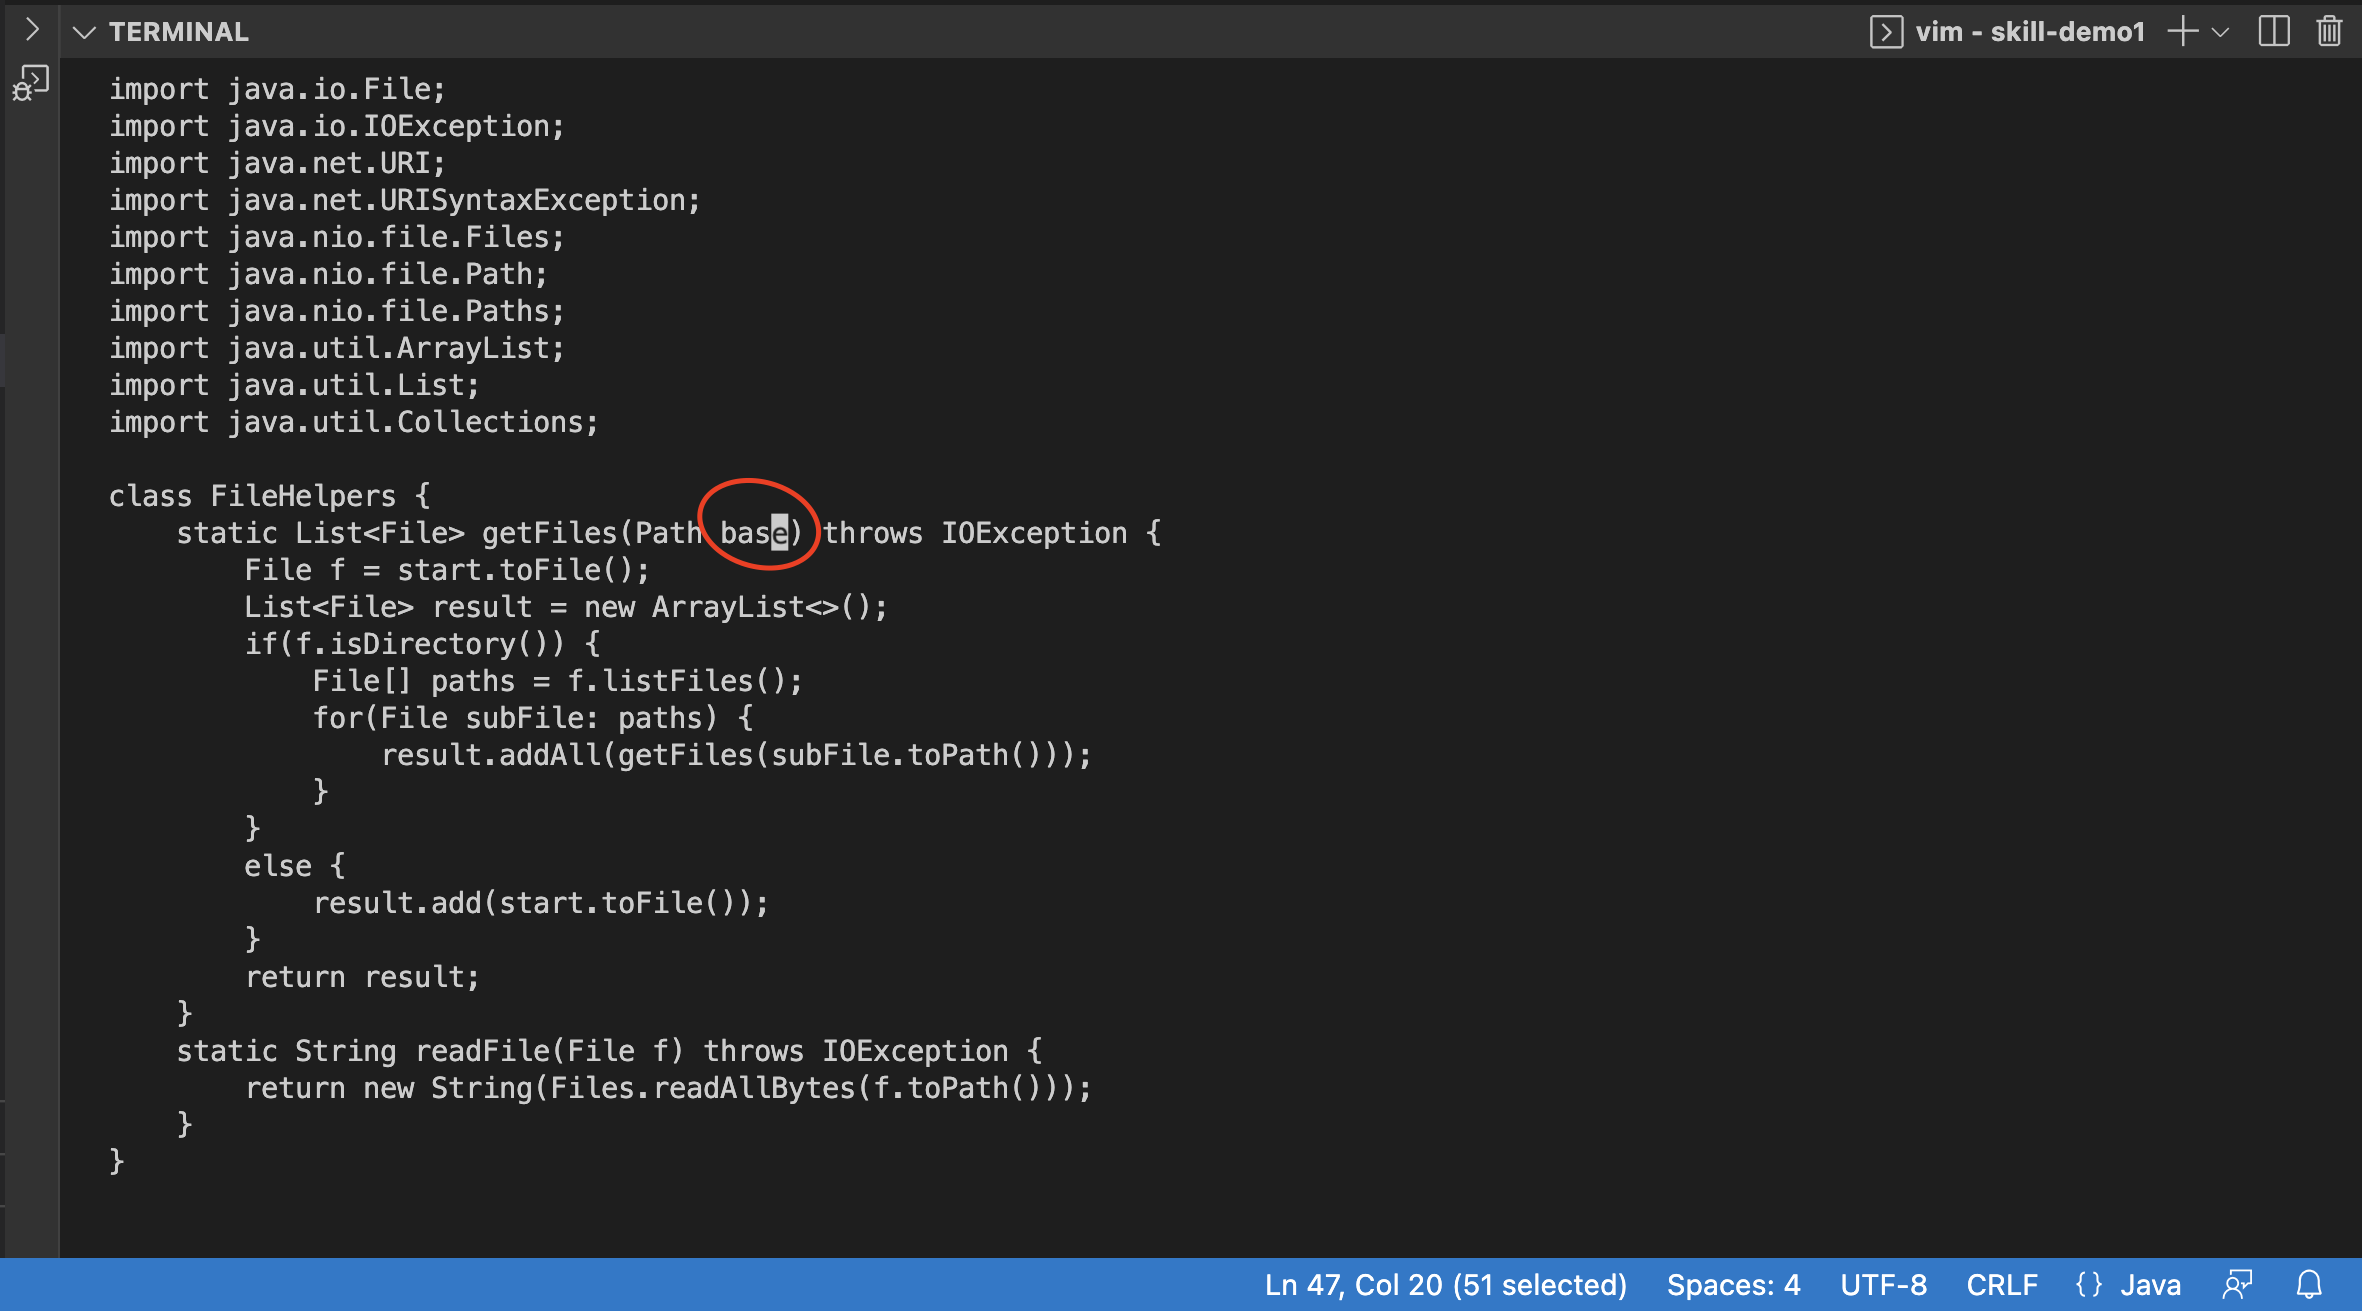 TERMINAL
vim - skill-demo1
import java.io.File;
import java.io.IOException;
import java.net.URI;
import java.net.URISyntaxException;
import java.nio.file.Files;
import java.nio.file.Path;
import java.nio.file.Paths;
import java.util.ArrayList;
import java.util.List;
import java.util.Collections;

class FileHelpers {
    static List<File> getFiles(Path base) throws IOException {
        File f = start.toFile();
        List<File> result = new ArrayList<>();
        if(f.isDirectory()) {
            File[] paths = f.listFiles();
            for(File subFile: paths) {
                result.addAll(getFiles(subFile.toPath()));
            }
        }
        else {
            result.add(start.toFile());
        }
        return result;
    }
    static String readFile(File f) throws IOException {
        return new String(Files.readAllBytes(f.toPath()));
    }
}
Ln 47, Col 20 (51 selected) Spaces: 4 UTF-8 CRLF {} Java